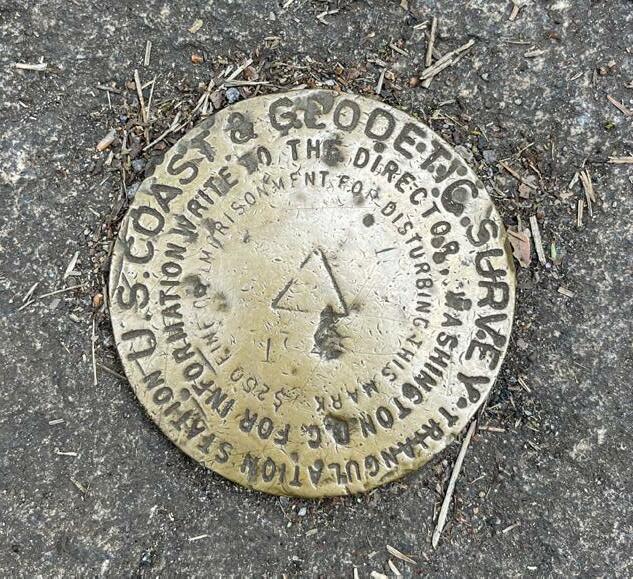 U.S. COAST & GEODETIC SURVEY
TRIANGULATION STATION
FOR INFORMATION WRITE TO THE DIRECTOR, WASHINGTON D.C.
$250 FINE OR IMPRISONMENT FOR DISTURBING THIS MARK